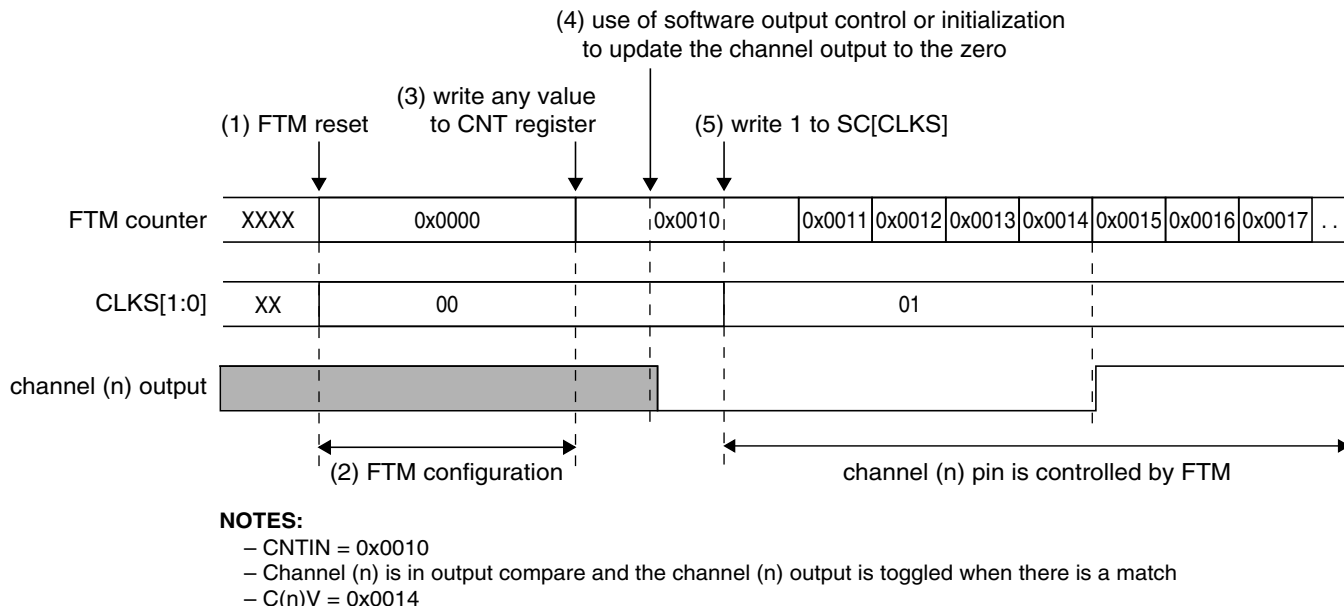 (4) use of software output control or initialization
to update the channel output to the zero
(3) write any value
to CNT register
(1) FTM reset
(5) write 1 to SC[CLKS]
FTM counter
XXXX
0x0000
0x0010
0x0011
0x0012
0x0013
0x0014
0x0015
0x0016
0x0017
. .
CLKS[1:0]
XX
00
01
channel (n) output
(2) FTM configuration
channel (n) pin is controlled by FTM
NOTES:
– CNTIN = 0x0010
– Channel (n) is in output compare and the channel (n) output is toggled when there is a match
– C(n)V = 0x0014